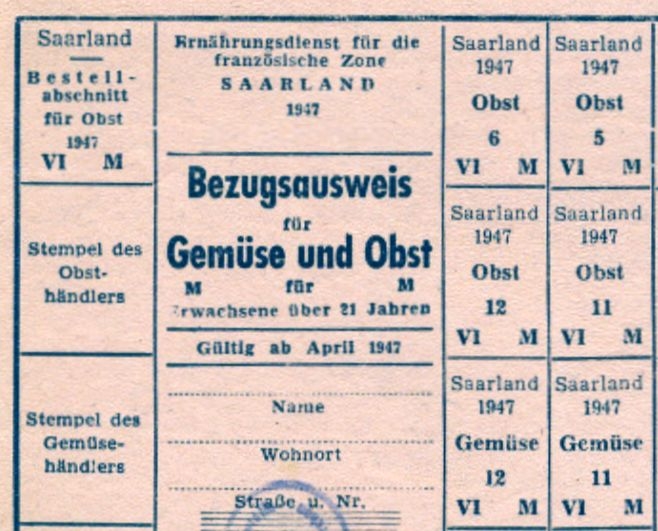 Saarland
Bestell-
abschnitt
für Obst
1947
VI M
Stempel des
Obst-
händlers
Stempel des
Gemüse-
händlers
Ernährungsdienst für die
französische Zone
SAARLAND
1947
Bezugsausweis
für
Gemüse und Obst
M für M
Erwachsene über 21 Jahren
Gültig ab April 1947
Name
Wohnort
Straße u. Nr.
Saarland
1947
Obst
6
VI M
Saarland
1947
Obst
5
VI M
Saarland
1947
Obst
12
VI M
Saarland
1947
Obst
11
VI M
Saarland
1947
Gemüse
12
VI M
Saarland
1947
Gemüse
11
VI M